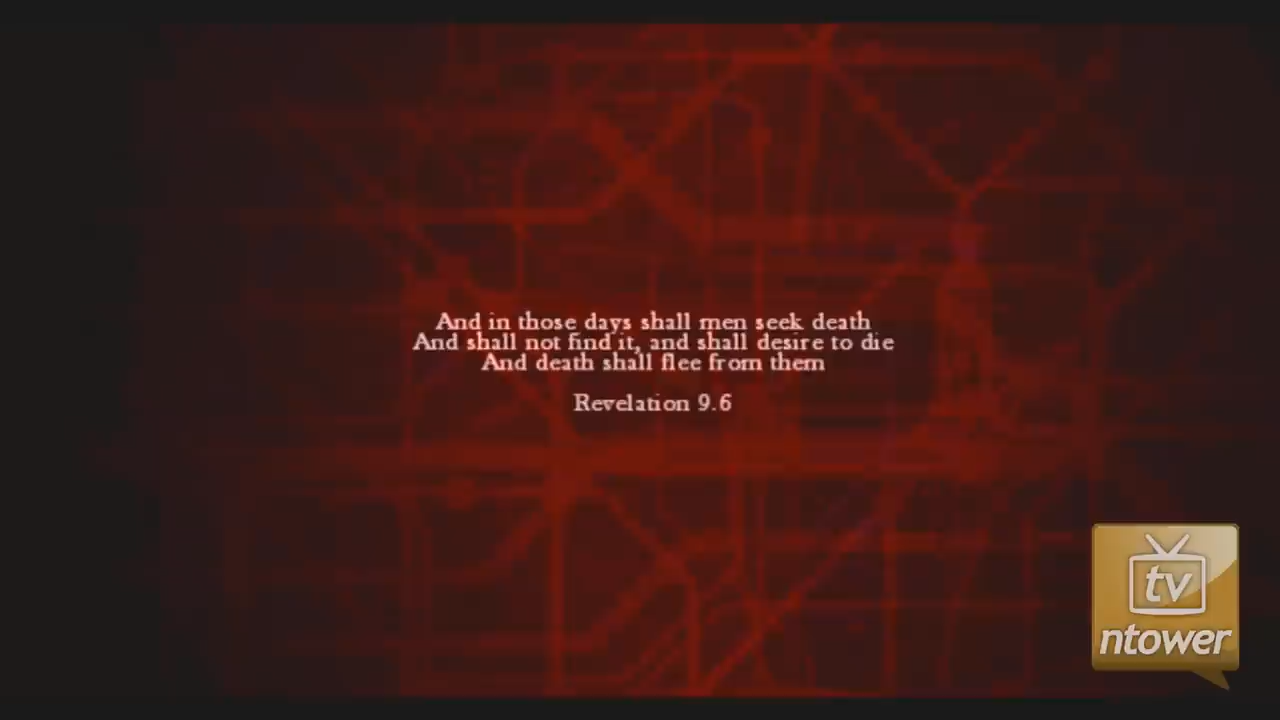 And in those days shall men seek death
And shall not find it, and shall desire to die
And death shall flee from them
Revelation 9.6
tv
ntower